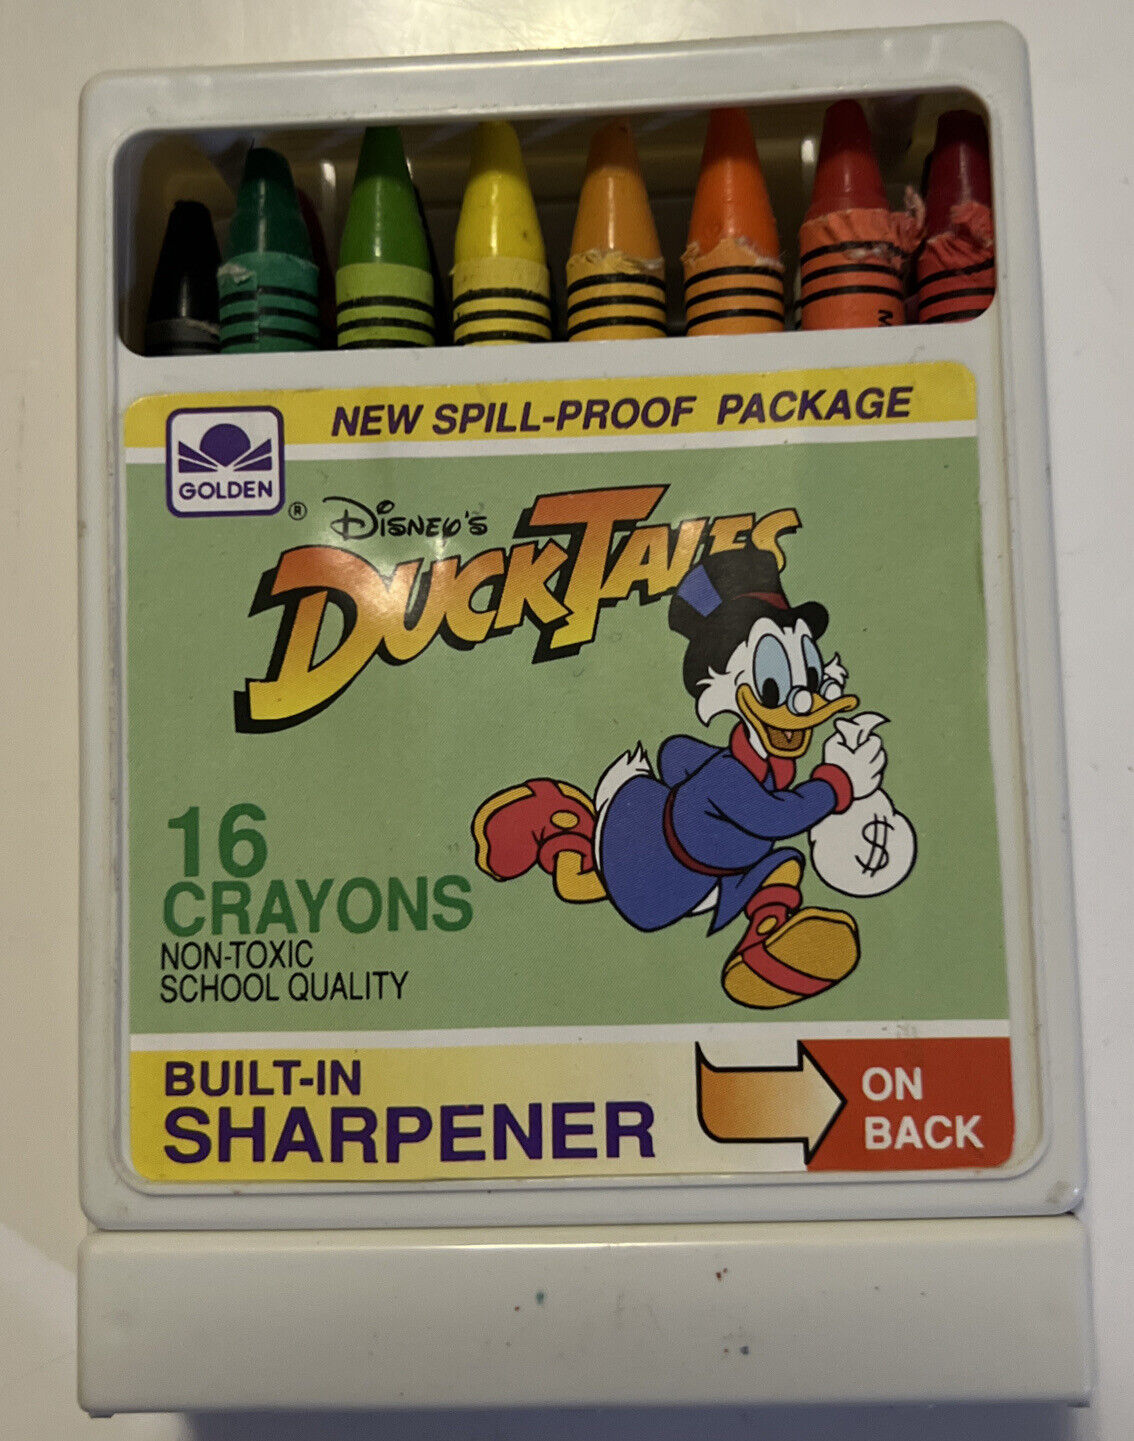 NEW SPILL-PROOF PACKAGE
GOLDEN
®
DISNEY'S
DUCKTALES
16
CRAYONS
NON-TOXIC
SCHOOL QUALITY
$
BUILT-IN
SHARPENER
ON
BACK